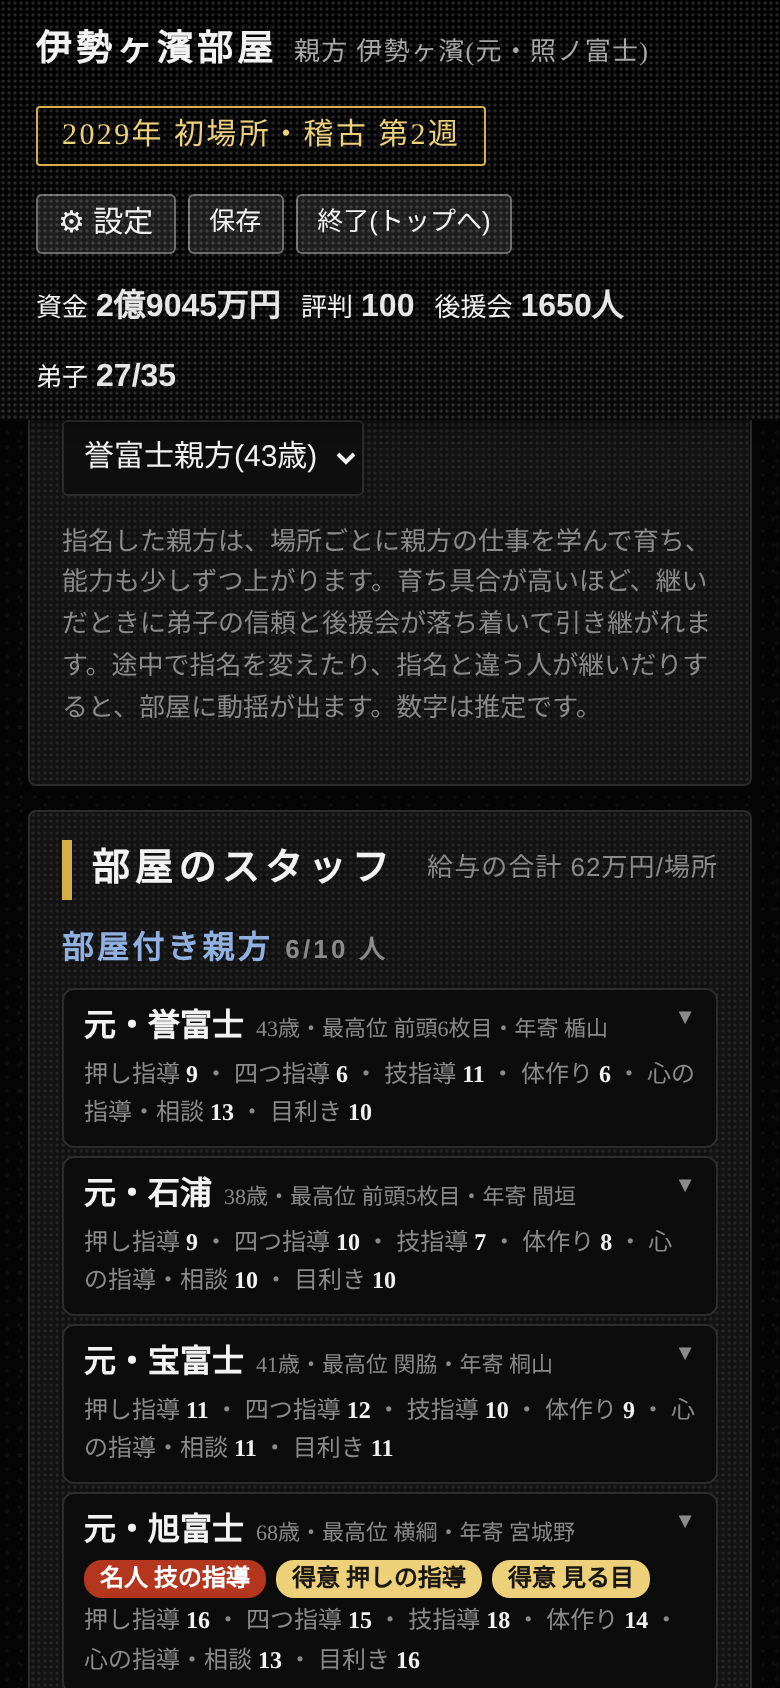 伊勢ヶ濱部屋 親方 伊勢ヶ濱(元・照ノ富士)
2029年 初場所・稽古 第2週
⚙ 設定 保存 終了(トップへ)
資金 2億9045万円 評判 100 後援会 1650人
弟子 27/35
誉富士親方(43歳)
指名した親方は、場所ごとに親方の仕事を学んで育ち、
能力も少しずつ上がります。育ち具合が高いほど、継い
だときに弟子の信頼と後援会が落ち着いて引き継がれま
す。途中で指名を変えたり、指名と違う人が継いだりす
ると、部屋に動揺が出ます。数字は推定です。
部屋のスタッフ 給与の合計 62万円/場所
部屋付き親方 6/10 人
元・誉富士 43歳・最高位 前頭6枚目・年寄 楯山 ▼
押し指導 9 ・ 四つ指導 6 ・ 技指導 11 ・ 体作り 6 ・ 心の
指導・相談 13 ・ 目利き 10
元・石浦 38歳・最高位 前頭5枚目・年寄 間垣 ▼
押し指導 9 ・ 四つ指導 10 ・ 技指導 7 ・ 体作り 8 ・ 心
の指導・相談 10 ・ 目利き 10
元・宝富士 41歳・最高位 関脇・年寄 桐山 ▼
押し指導 11 ・ 四つ指導 12 ・ 技指導 10 ・ 体作り 9 ・ 心
の指導・相談 11 ・ 目利き 11
元・旭富士 68歳・最高位 横綱・年寄 宮城野 ▼
名人 技の指導 得意 押しの指導 得意 見る目
押し指導 16 ・ 四つ指導 15 ・ 技指導 18 ・ 体作り 14 ・
心の指導・相談 13 ・ 目利き 16